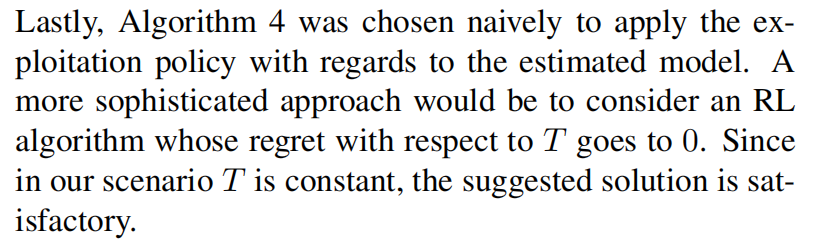 Lastly, Algorithm 4 was chosen naively to apply the ex-
ploitation policy with regards to the estimated model. A
more sophisticated approach would be to consider an RL
algorithm whose regret with respect to T goes to 0. Since
in our scenario T is constant, the suggested solution is sat-
isfactory.